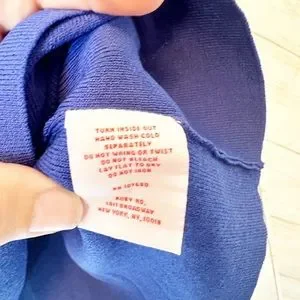 TURN INSIDE OUT
HAND WASH COLD
SEPARATELY
DO NOT WRING OR TWIST
DO NOT BLEACH
LAY FLAT TO DRY
DO NOT IRON
RN 107660
RUBY RD.
1411 BROADWAY
NEW YORK, NY, 10018